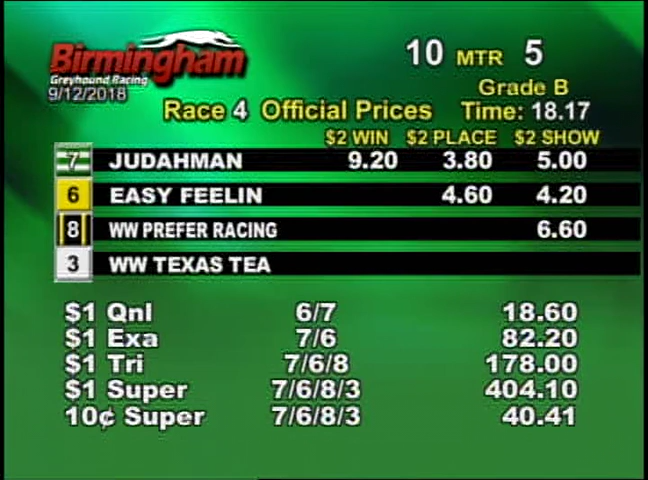 Birmingham
Greyhound Racing
9/12/2018
10 MTR 5
Grade B
Race 4 Official Prices Time: 18.17
$2 WIN $2 PLACE $2 SHOW
7 JUDAHMAN 9.20 3.80 5.00
6 EASY FEELIN 4.60 4.20
8 WW PREFER RACING 6.60
3 WW TEXAS TEA
$1 Qnl 6/7 18.60
$1 Exa 7/6 82.20
$1 Tri 7/6/8 178.00
$1 Super 7/6/8/3 404.10
10¢ Super 7/6/8/3 40.41